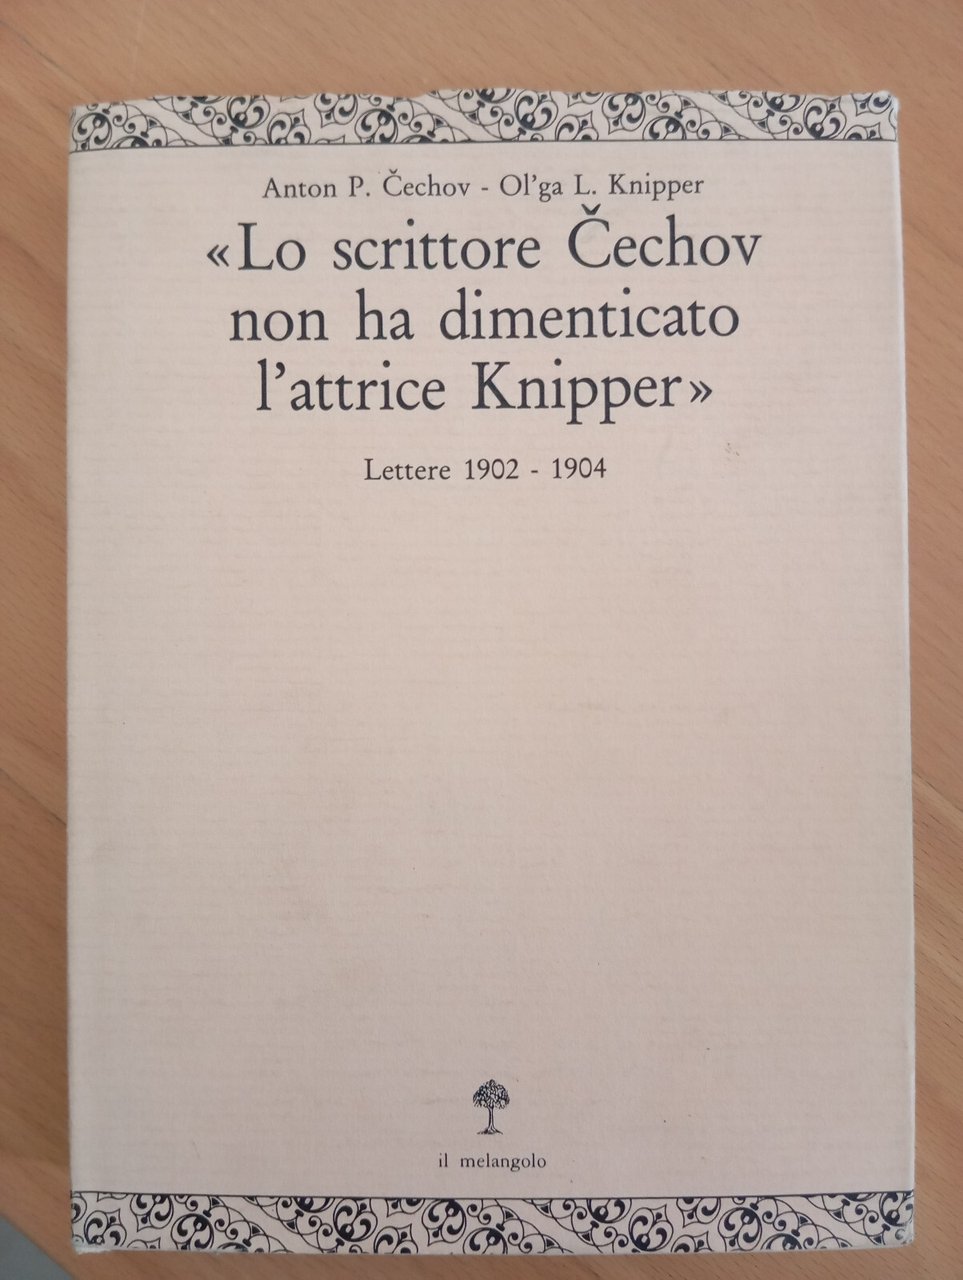 Anton P. Čechov - Ol'ga L. Knipper
«Lo scrittore Čechov
non ha dimenticato
l'attrice Knipper»
Lettere 1902 - 1904
il melangolo